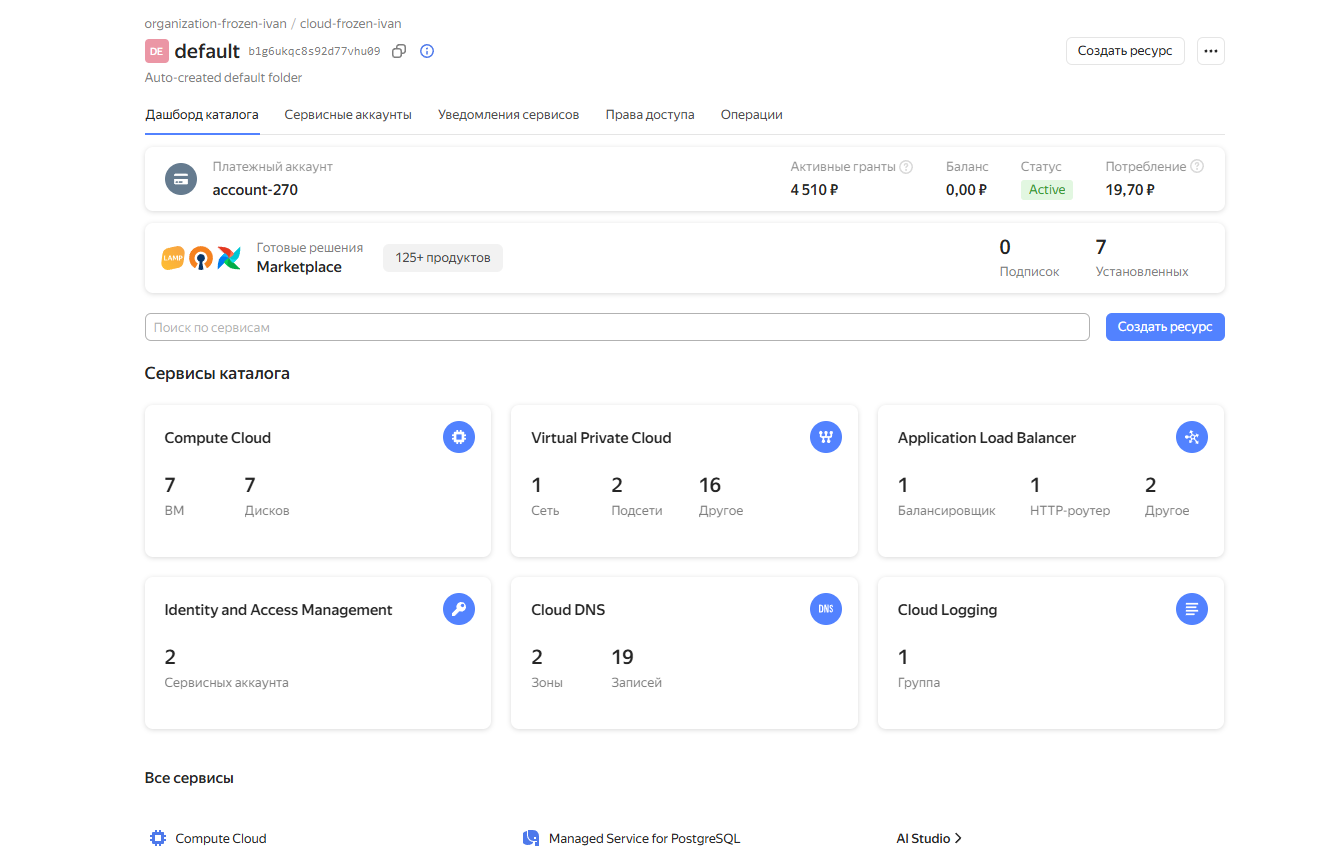 organization-frozen-ivan / cloud-frozen-ivan
DE default b1g6ukqc8s92d77vhu09
Создать ресурс
Auto-created default folder
Дашборд каталога Сервисные аккаунты Уведомления сервисов Права доступа Операции
Платежный аккаунт Активные гранты Баланс Статус Потребление
account-270 4 510 ₽ 0,00 ₽ Active 19,70 ₽
LAMP
Готовые решения
Marketplace
125+ продуктов
0 7
Подписок Установленных
Поиск по сервисам Создать ресурс
Сервисы каталога
Compute Cloud
7 7
ВМ Дисков
Virtual Private Cloud
1 2 16
Сеть Подсети Другое
Application Load Balancer
1 1 2
Балансировщик HTTP-роутер Другое
Identity and Access Management
2
Сервисных аккаунта
Cloud DNS
DNS
2 19
Зоны Записей
Cloud Logging
1
Группа
Все сервисы
Compute Cloud Managed Service for PostgreSQL AI Studio